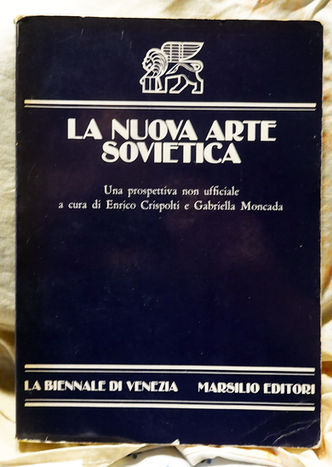 LA NUOVA ARTE
SOVIETICA
Una prospettiva non ufficiale
a cura di Enrico Crispolti e Gabriella Moncada
LA BIENNALE DI VENEZIA MARSILIO EDITORI